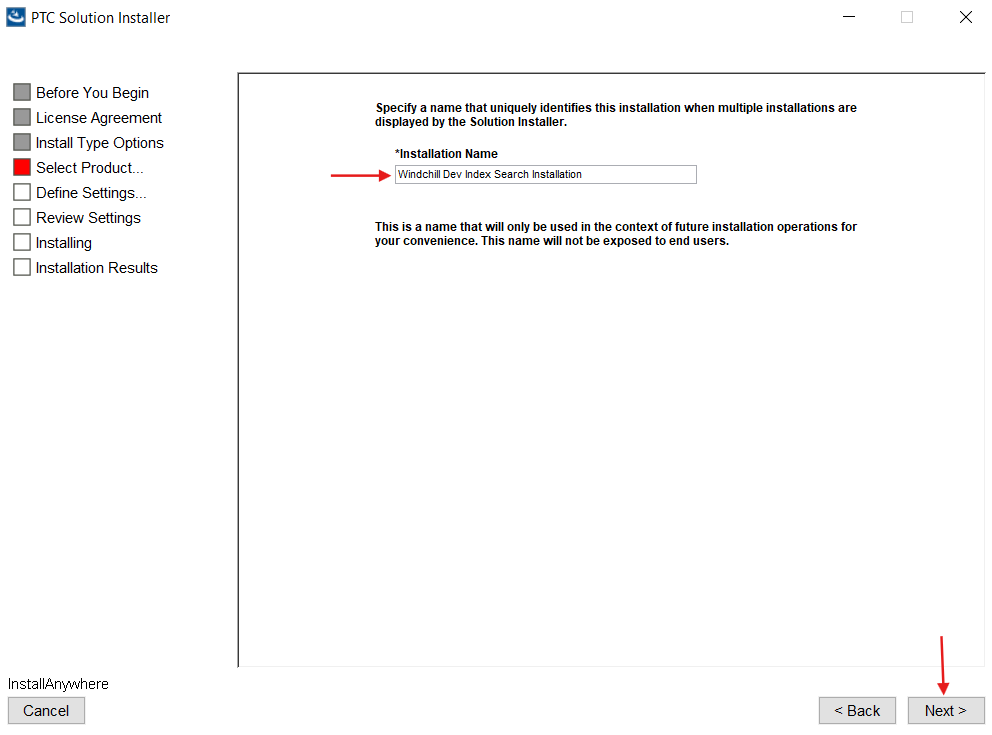 PTC Solution Installer
Before You Begin
License Agreement
Install Type Options
Select Product...
Define Settings...
Review Settings
Installing
Installation Results
Specify a name that uniquely identifies this installation when multiple installations are
displayed by the Solution Installer.
*Installation Name
Windchill Dev Index Search Installation
This is a name that will only be used in the context of future installation operations for
your convenience. This name will not be exposed to end users.
InstallAnywhere
Cancel
< Back
Next >